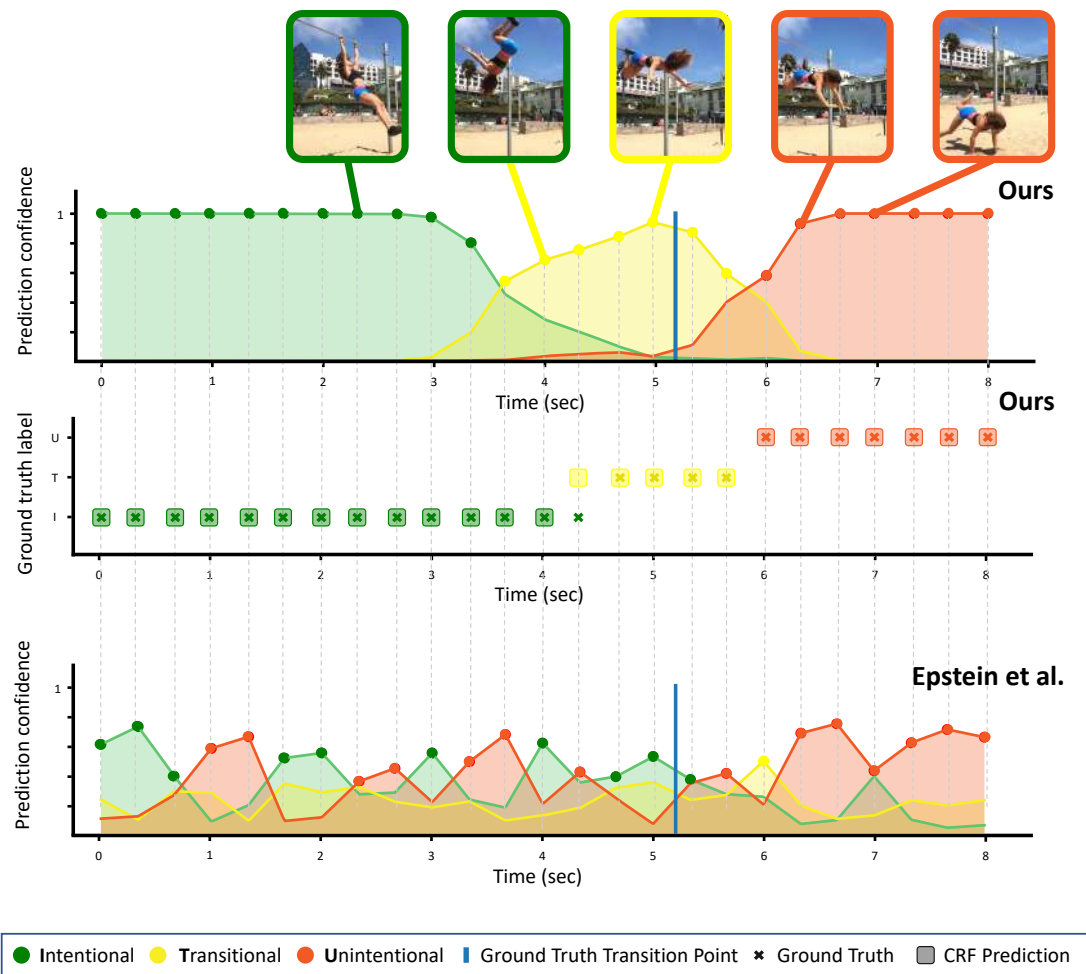 Ours
Prediction confidence
1
0 1 2 3 4 5 6 7 8
Time (sec)
Ours
Ground truth label
U
T
I
0 1 2 3 4 5 6 7 8
Time (sec)
Epstein et al.
Prediction confidence
1
0 1 2 3 4 5 6 7 8
Time (sec)
Intentional Transitional Unintentional Ground Truth Transition Point Ground Truth CRF Prediction